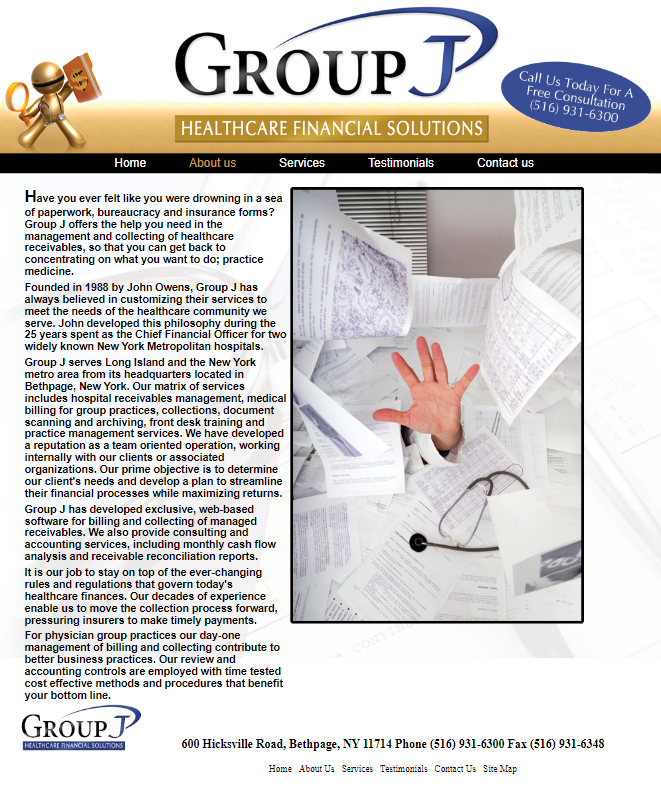 GROUP J
HEALTHCARE FINANCIAL SOLUTIONS
Call Us Today For A
Free Consultation
(516) 931-6300
Home About us Services Testimonials Contact us
Have you ever felt like you were drowning in a sea
of paperwork, bureaucracy and insurance forms?
Group J offers the help you need in the
management and collecting of healthcare
receivables, so that you can get back to
concentrating on what you want to do; practice
medicine.
Founded in 1988 by John Owens, Group J has
always believed in customizing their services to
meet the needs of the healthcare community we
serve. John developed this philosophy during the
25 years spent as the Chief Financial Officer for two
widely known New York Metropolitan hospitals.
Group J serves Long Island and the New York
metro area from its headquarters located in
Bethpage, New York. Our matrix of services
includes hospital receivables management, medical
billing for group practices, collections, document
scanning and archiving, front desk training and
practice management services. We have developed
a reputation as a team oriented operation, working
internally with our clients or associated
organizations. Our prime objective is to determine
our client's needs and develop a plan to streamline
their financial processes while maximizing returns.
Group J has developed exclusive, web-based
software for billing and collecting of managed
receivables. We also provide consulting and
accounting services, including monthly cash flow
analysis and receivable reconciliation reports.
It is our job to stay on top of the ever-changing
rules and regulations that govern today's
healthcare finances. Our decades of experience
enable us to move the collection process forward,
pressuring insurers to make timely payments.
For physician group practices our day-one
management of billing and collecting contribute to
better business practices. Our review and
accounting controls are employed with time tested
cost effective methods and procedures that benefit
your bottom line.
GROUP J
HEALTHCARE FINANCIAL SOLUTIONS
600 Hicksville Road, Bethpage, NY 11714 Phone (516) 931-6300 Fax (516) 931-6348
Home About Us Services Testimonials Contact Us Site Map